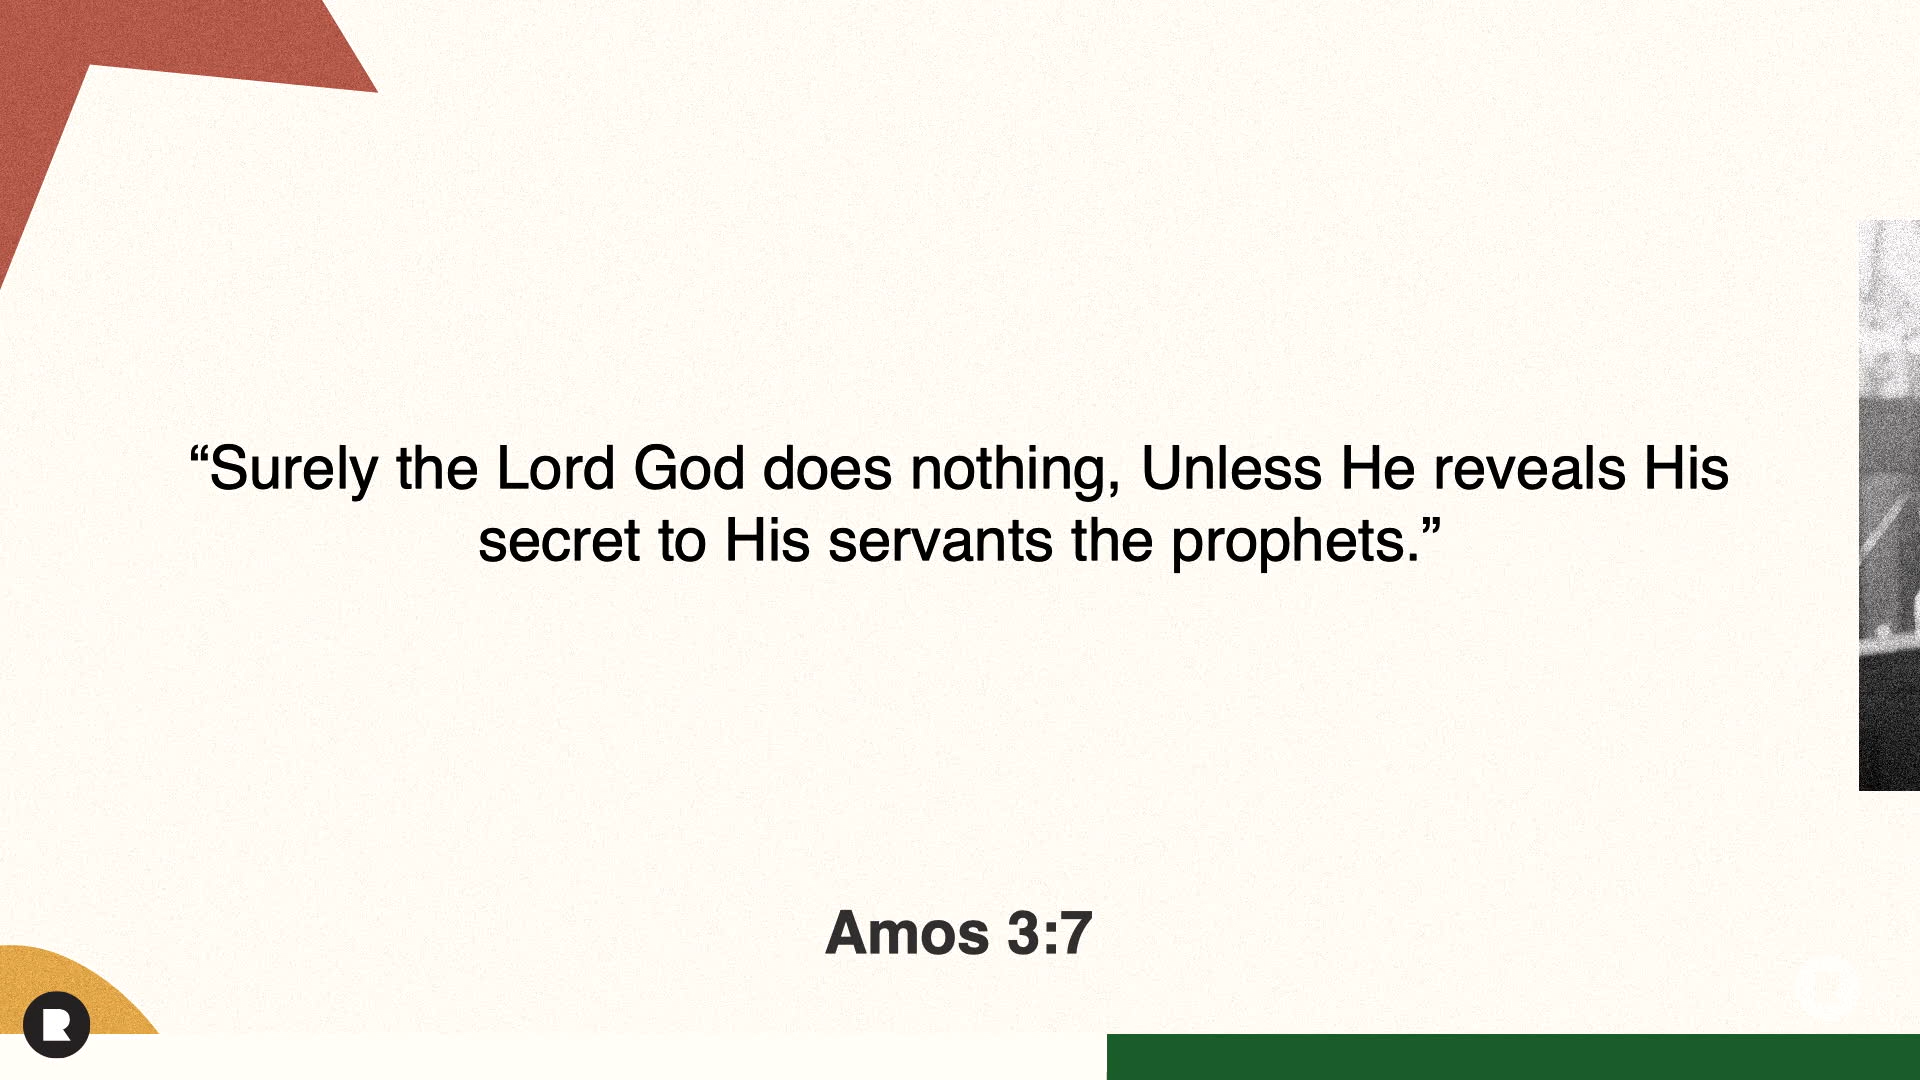 “Surely the Lord God does nothing, Unless He reveals His
secret to His servants the prophets.”
Amos 3:7
R